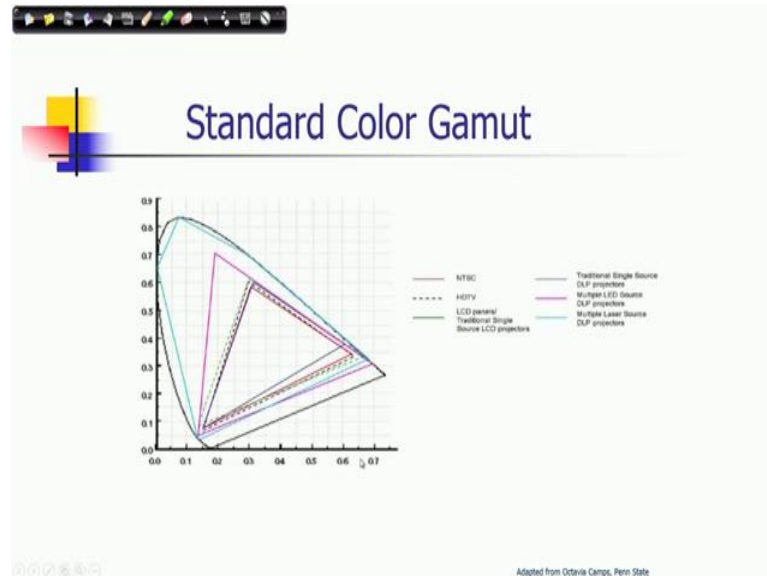 Standard Color Gamut
0.9
0.8
0.7
0.6
0.5
0.4
0.3
0.2
0.1
0.0
0.0 0.1 0.2 0.3 0.4 0.5 0.6 0.7
NTSC
HDTV
LCD panels/
Traditional Single
Source LCD projectors
Traditional Single Source
DLP projectors
Multiple LED Source
DLP projectors
Multiple Laser Source
DLP projectors
Adapted from Octavia Camps, Penn State